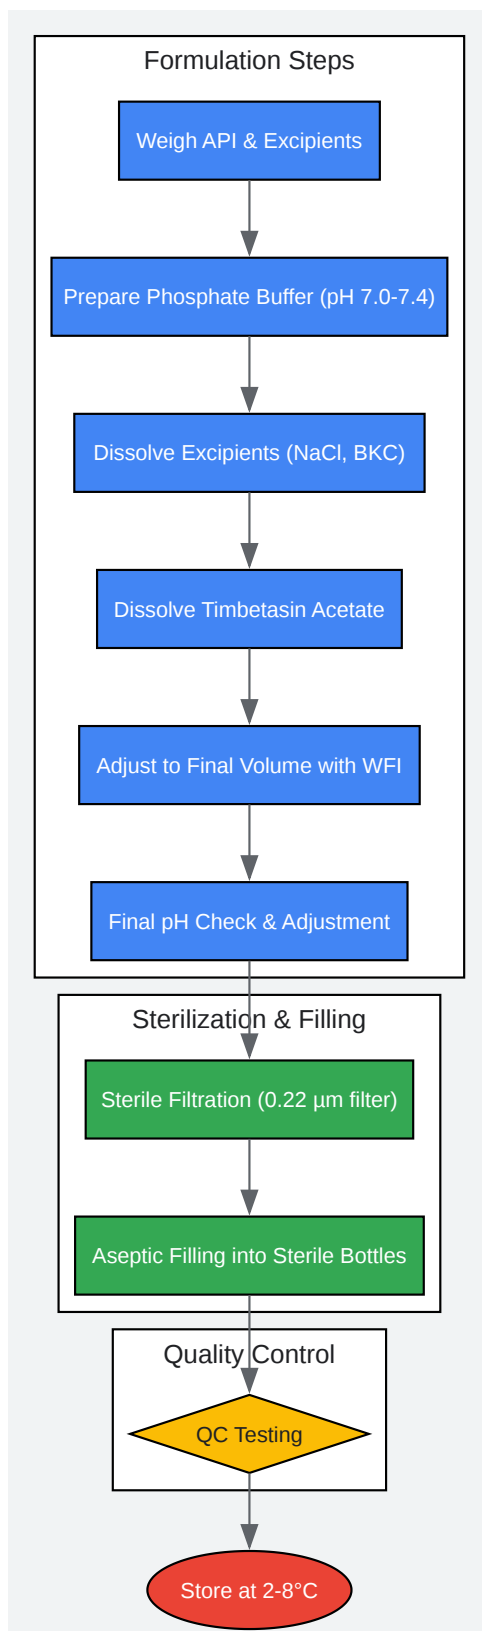 Formulation Steps
Weigh API & Excipients
Prepare Phosphate Buffer (pH 7.0-7.4)
Dissolve Excipients (NaCl, BKC)
Dissolve Timbetasin Acetate
Adjust to Final Volume with WFI
Final pH Check & Adjustment
Sterilization & Filling
Sterile Filtration (0.22 µm filter)
Aseptic Filling into Sterile Bottles
Quality Control
QC Testing
Store at 2-8°C